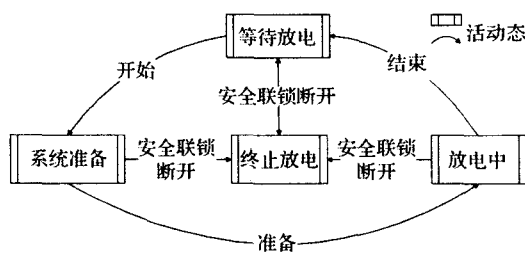 等待放电
活动态
开始
结束
安全联锁断开
系统准备
安全联锁
断开
终止放电
安全联锁
断开
放电中
准备